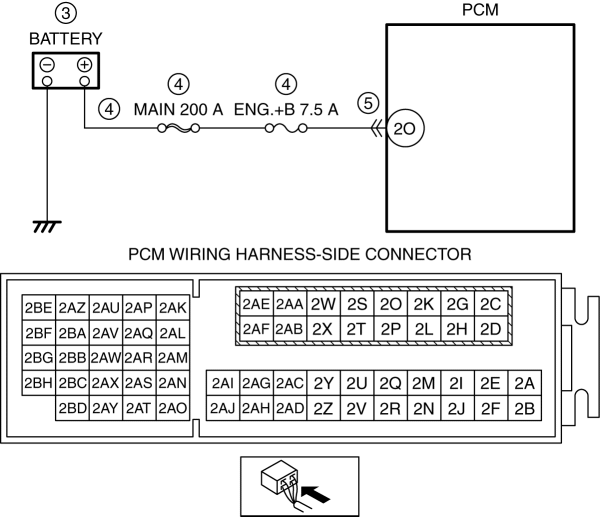 ③ PCM
BATTERY
− +
④ ④
④ MAIN 200 A ENG.+B 7.5 A ⑤
2O
PCM WIRING HARNESS-SIDE CONNECTOR
2BE 2AZ 2AU 2AP 2AK 2AE 2AA 2W 2S 2O 2K 2G 2C
2BF 2BA 2AV 2AQ 2AL 2AF 2AB 2X 2T 2P 2L 2H 2D
2BG 2BB 2AW 2AR 2AM
2BH 2BC 2AX 2AS 2AN 2AI 2AG 2AC 2Y 2U 2Q 2M 2I 2E 2A
2BD 2AY 2AT 2AO 2AJ 2AH 2AD 2Z 2V 2R 2N 2J 2F 2B